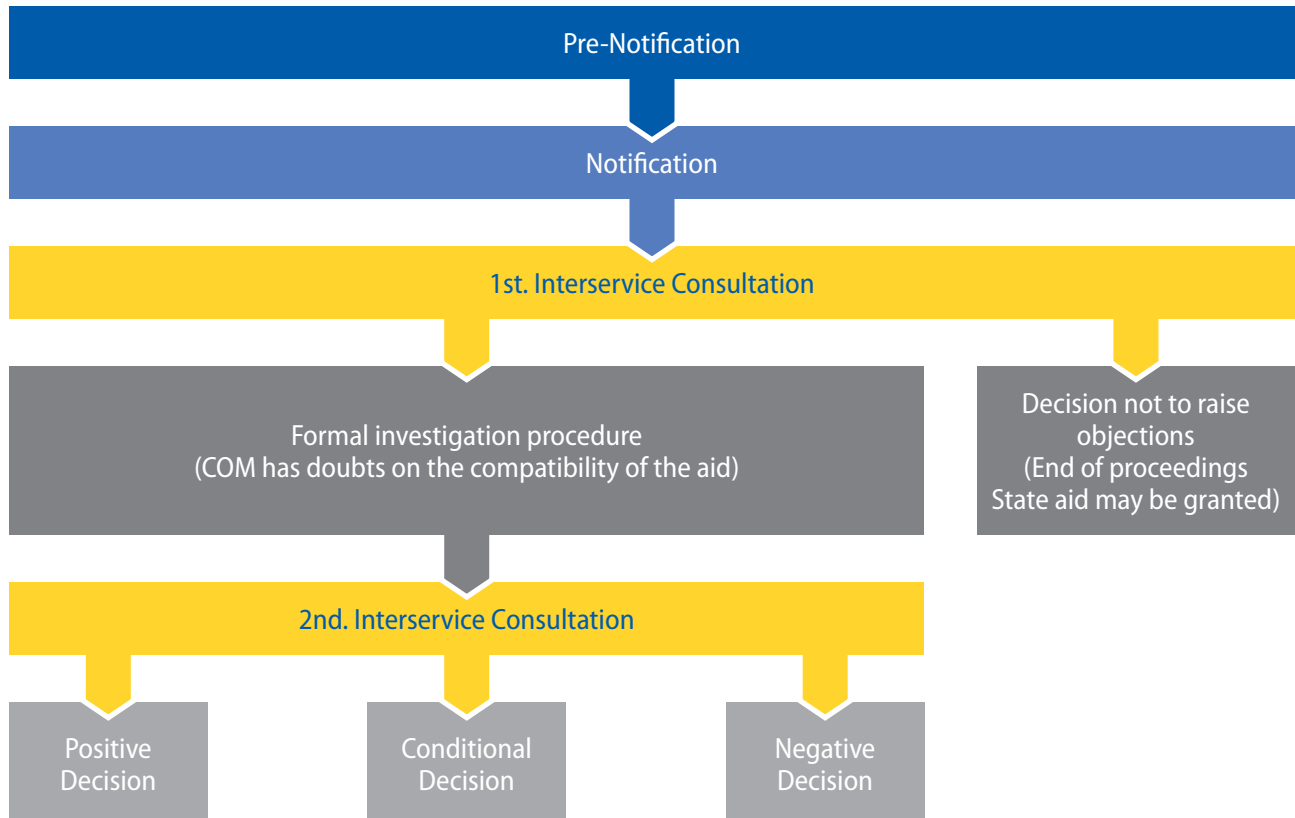 Pre-Notification
Notification
1st. Interservice Consultation
Formal investigation procedure
(COM has doubts on the compatibility of the aid)
Decision not to raise
objections
(End of proceedings
State aid may be granted)
2nd. Interservice Consultation
Positive
Decision
Conditional
Decision
Negative
Decision